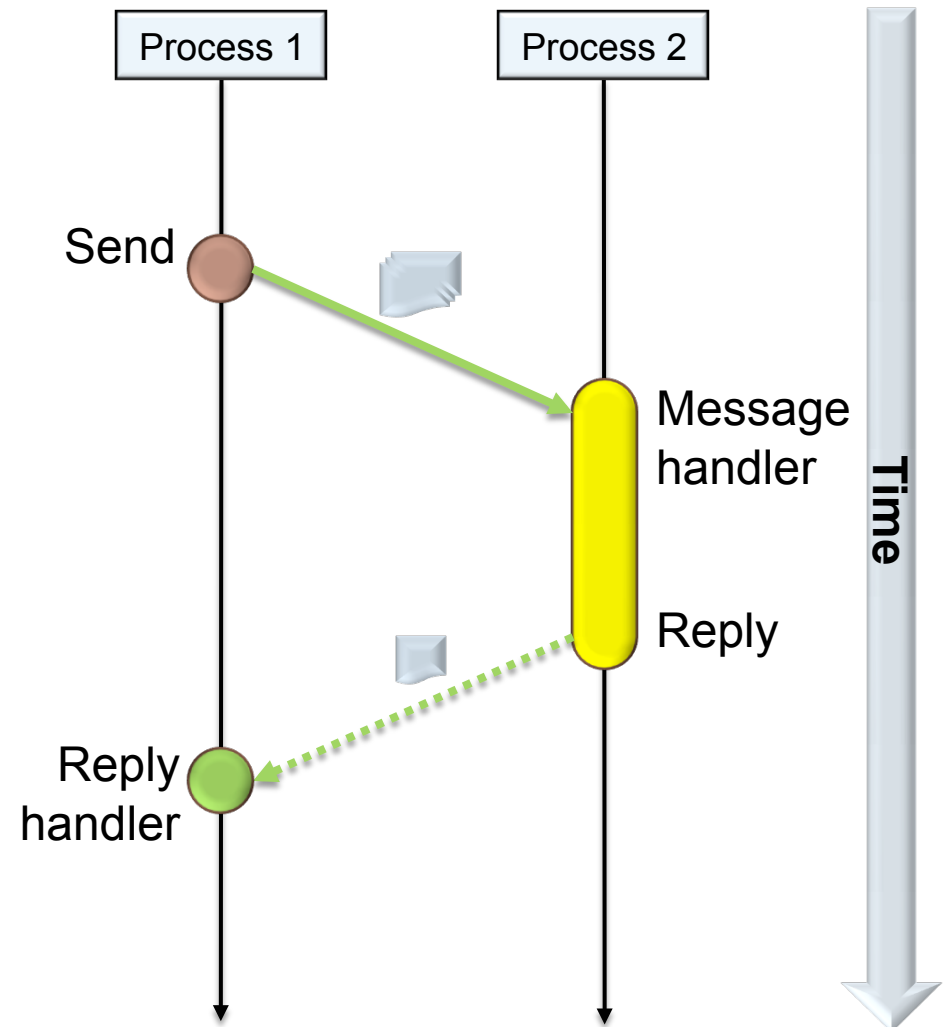 Process 1
Process 2
Send
Message
handler
Time
Reply
Reply
handler